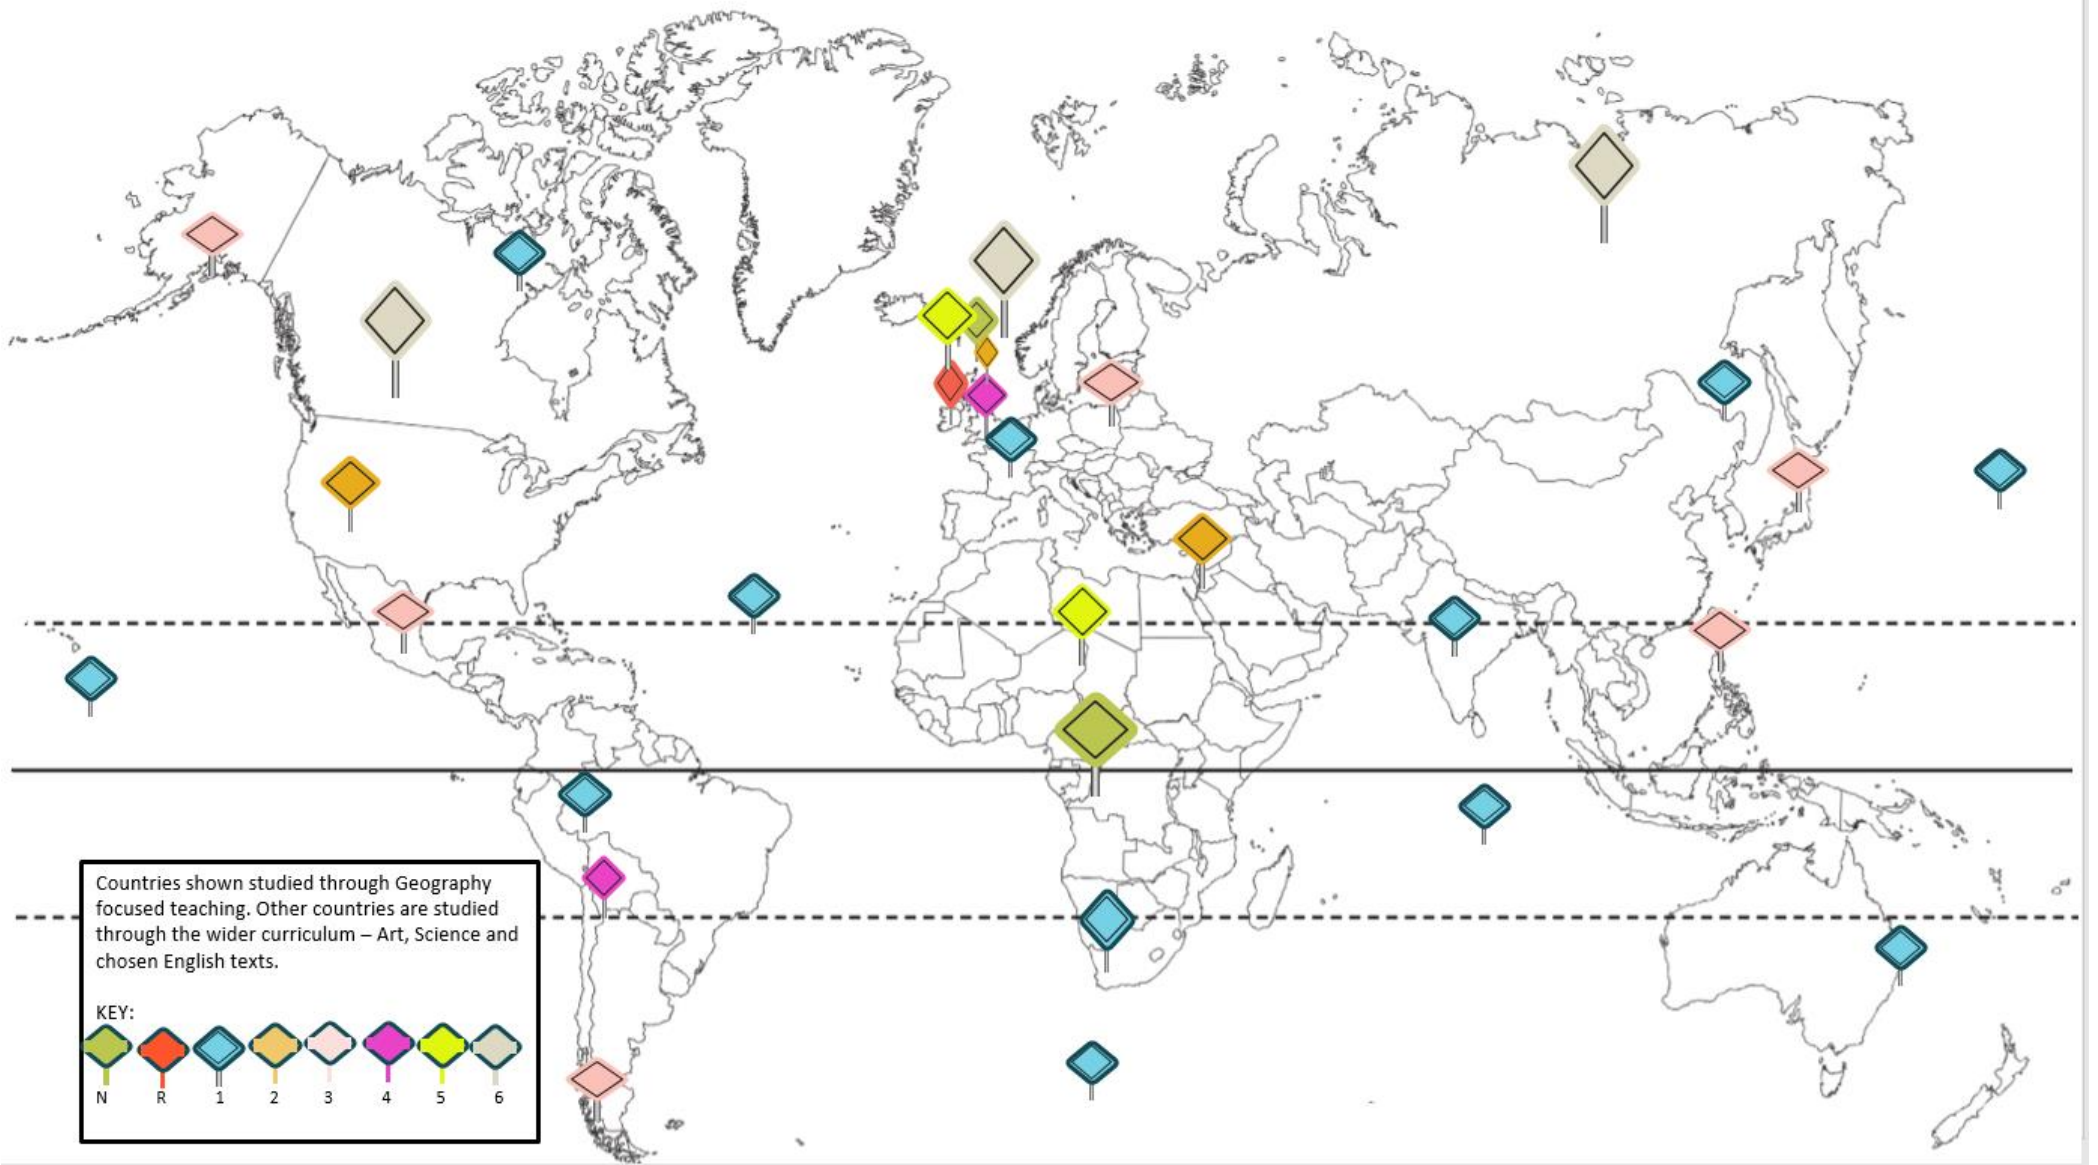 Countries shown studied through Geography
focused teaching. Other countries are studied
through the wider curriculum – Art, Science and
chosen English texts.
KEY:
N R 1 2 3 4 5 6